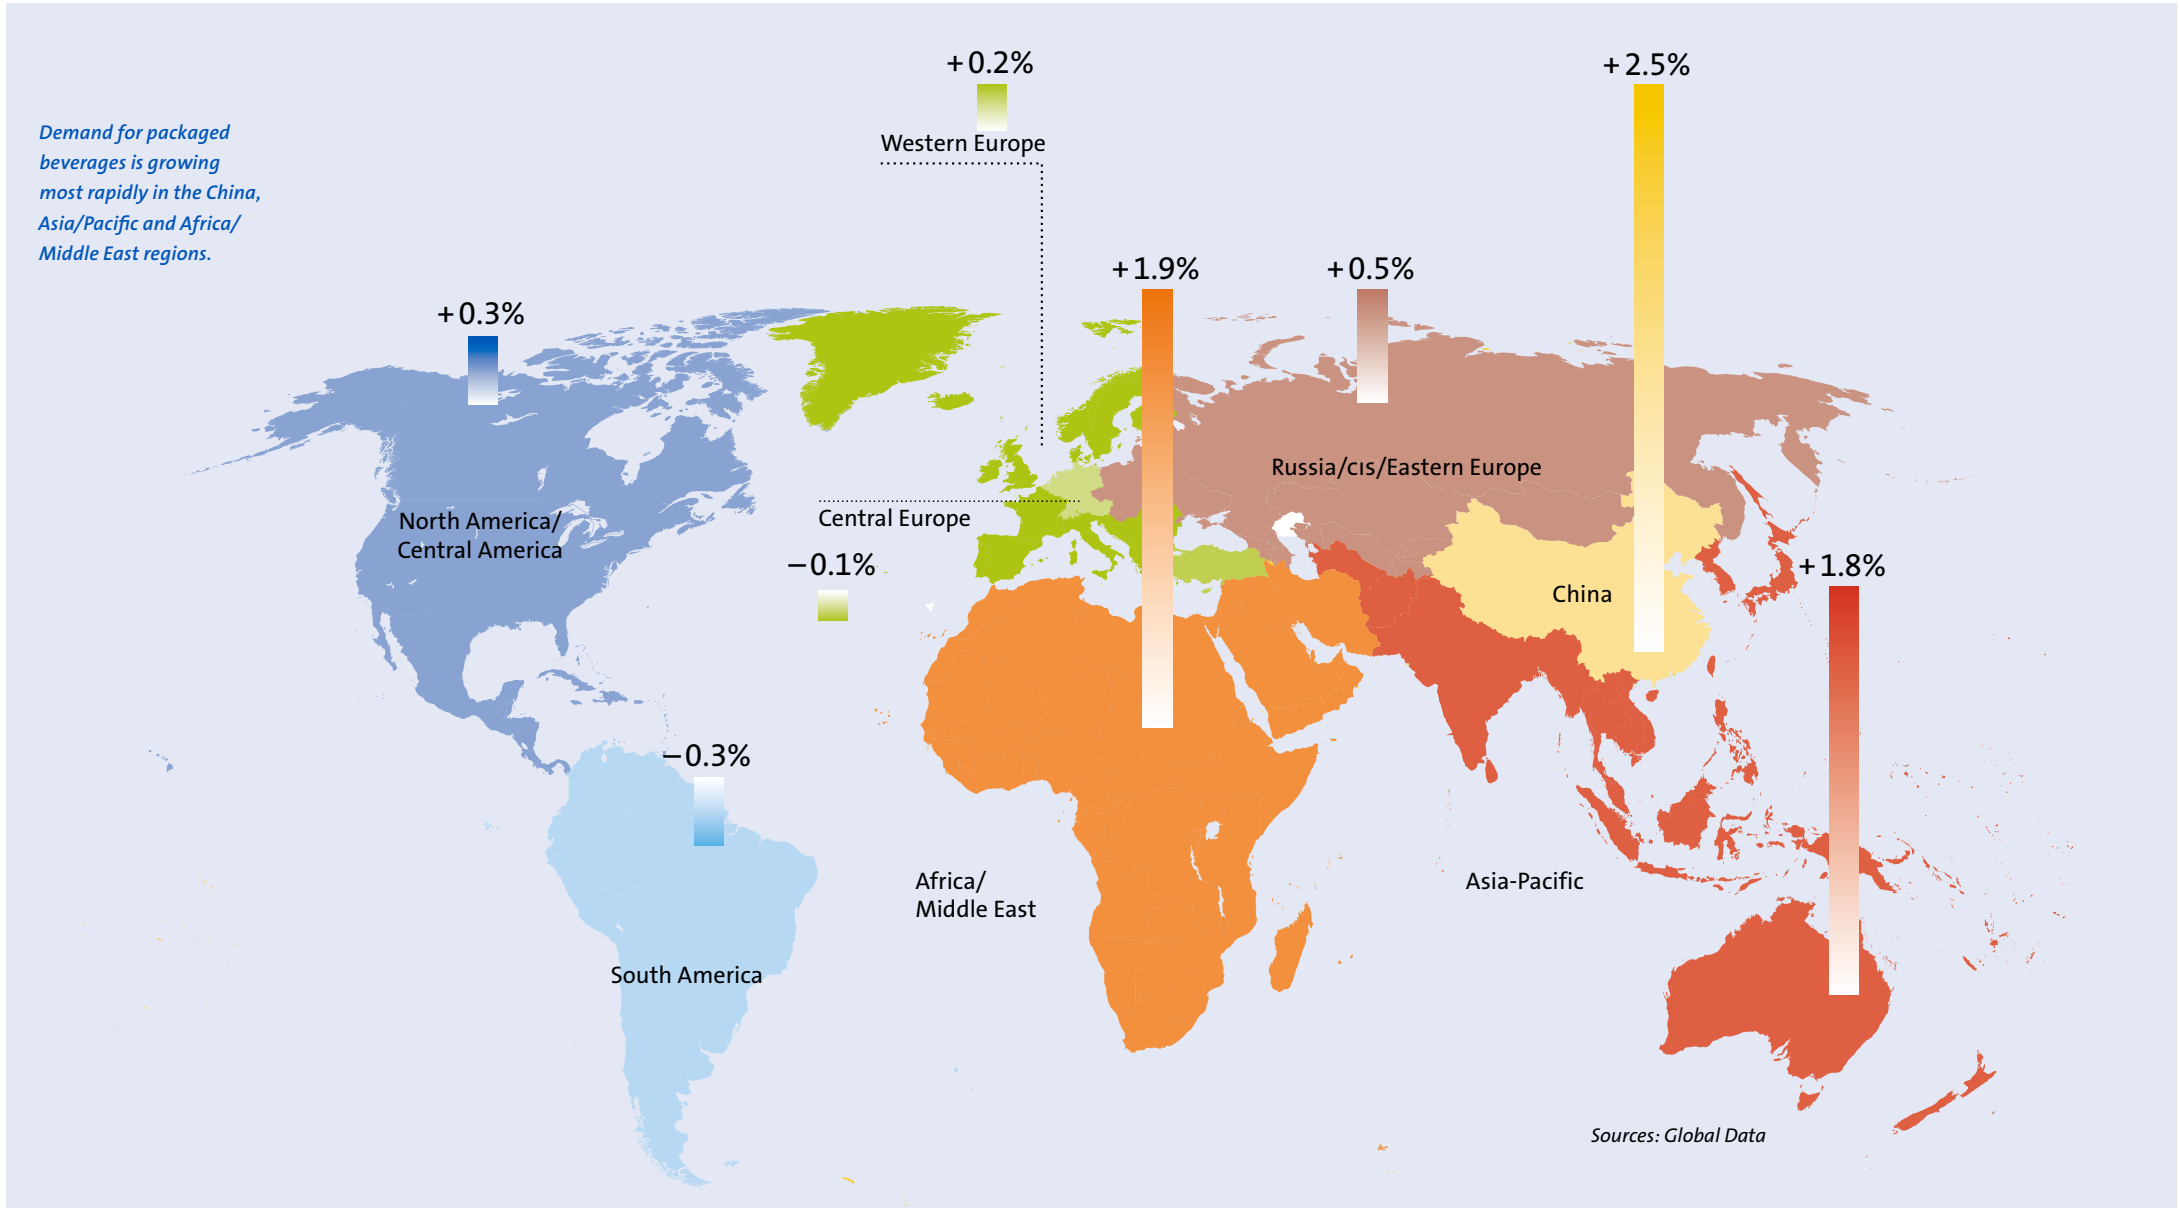 + 0.2%
+ 2.5%
Demand for packaged
beverages is growing
most rapidly in the China,
Asia/Pacific and Africa/
Middle East regions.
Western Europe
+ 1.9%
+ 0.5%
+ 0.3%
Russia/CIS/Eastern Europe
North America/
Central America
Central Europe
– 0.1%
China
+ 1.8%
– 0.3%
Africa/
Middle East
Asia-Pacific
South America
Sources: Global Data